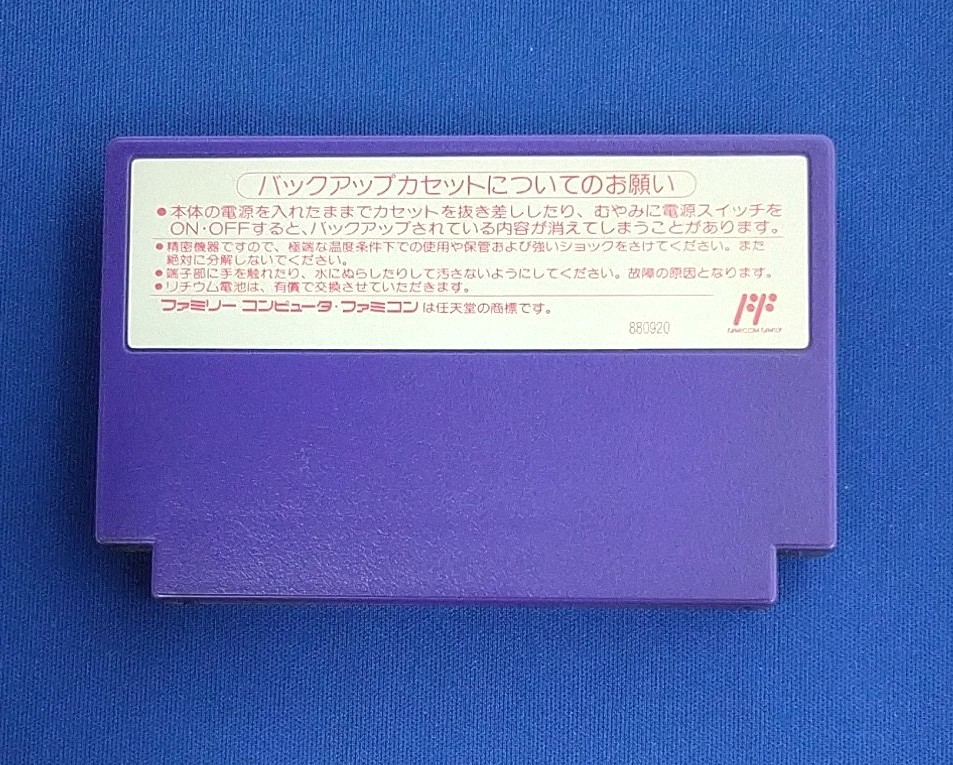 バックアップカセットについてのお願い
●本体の電源を入れたままでカセットを抜き差ししたり、むやみに電源スイッチを
ON・OFFすると、バックアップされている内容が消えてしまうことがあります。
●精密機器ですので、極端な温度条件下での使用や保管および強いショックをさけてください。また
絶対に分解しないでください。
●端子部に手を触れたり、水にぬらしたりして汚さないようにしてください。故障の原因となります。
●リチウム電池は、有償で交換させていただきます。
ファミリー コンピュータ・ファミコンは任天堂の商標です。
880920
FAMICOM FAMILY